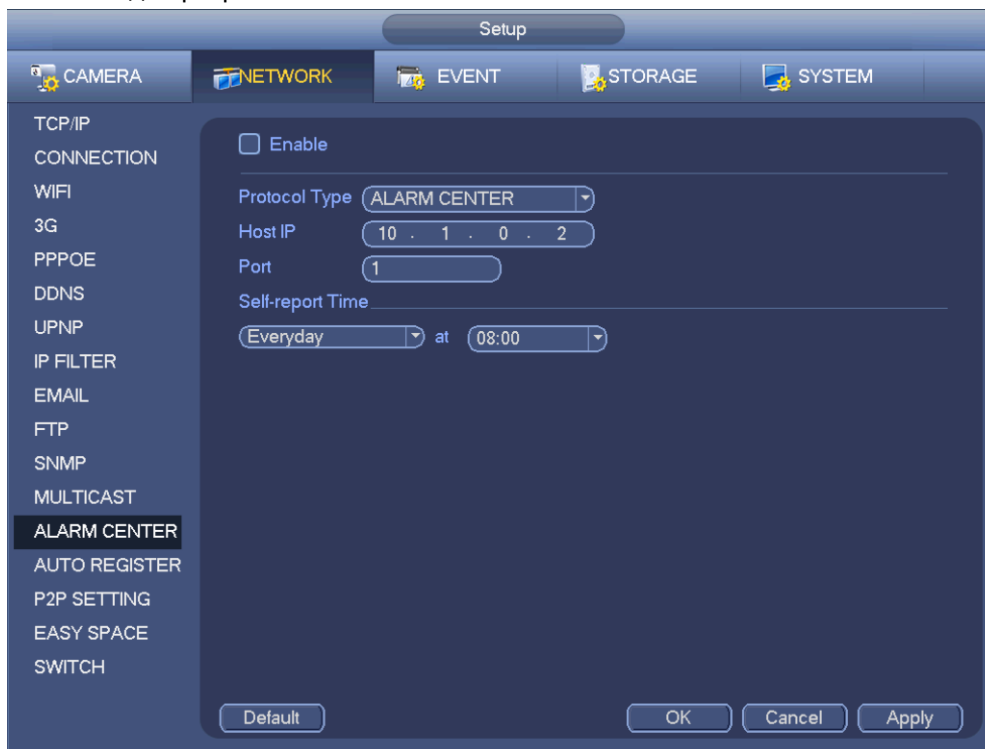 Setup
CAMERA NETWORK EVENT STORAGE SYSTEM
TCP/IP
CONNECTION
WIFI
3G
PPPOE
DDNS
UPNP
IP FILTER
EMAIL
FTP
SNMP
MULTICAST
ALARM CENTER
AUTO REGISTER
P2P SETTING
EASY SPACE
SWITCH
Enable
Protocol Type ALARM CENTER
Host IP 10 . 1 . 0 . 2
Port 1
Self-report Time
Everyday at 08:00
Default OK Cancel Apply